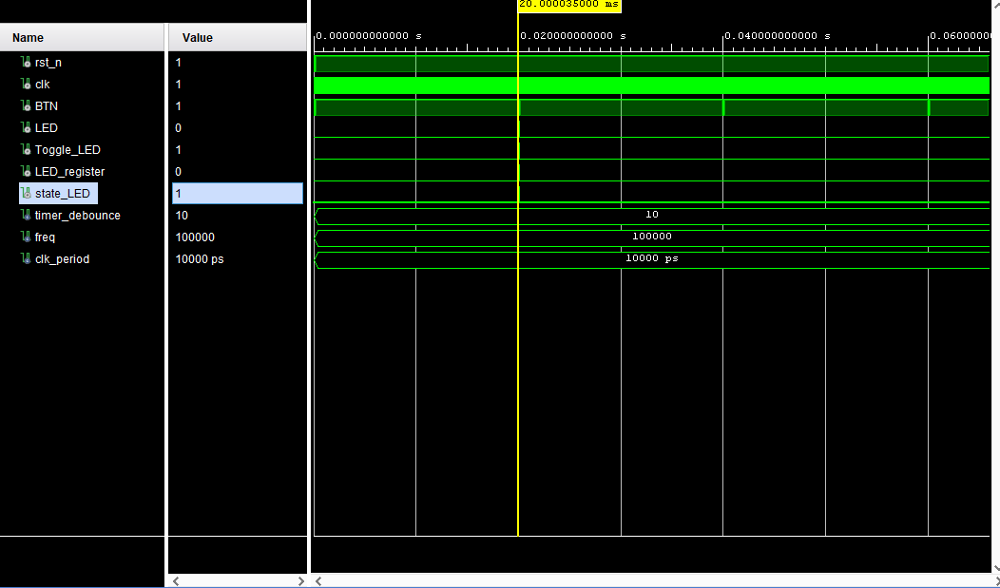 20.000035000 ms
Name Value 0.000000000000 s 0.020000000000 s 0.040000000000 s 0.0600000
rst_n 1
clk 1
BTN 1
LED 0
Toggle_LED 1
LED_register 0
state_LED 1
timer_debounce 10 10
freq 100000 100000
clk_period 10000 ps 10000 ps